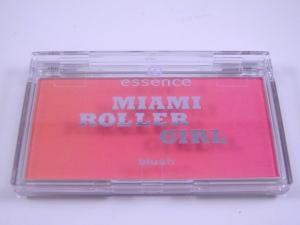 essence
MIAMI
ROLLER
GIRL
blush